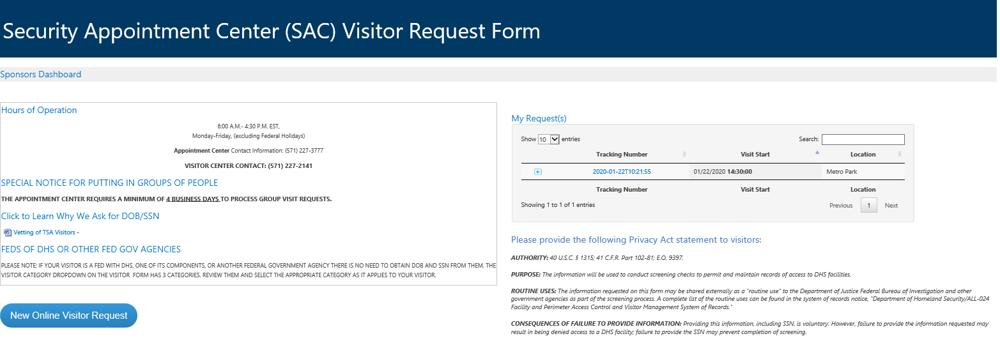 Security Appointment Center (SAC) Visitor Request Form
Sponsors Dashboard
Hours of Operation
6:00 A.M.- 4:30 P.M. EST,
Monday-Friday, (excluding Federal Holidays)
Appointment Center Contact Information: (571) 227-3777
VISITOR CENTER CONTACT: (571) 227-2141
SPECIAL NOTICE FOR PUTTING IN GROUPS OF PEOPLE
THE APPOINTMENT CENTER REQUIRES A MINIMUM OF 4 BUSINESS DAYS TO PROCESS GROUP VISIT REQUESTS.
Click to Learn Why We Ask for DOB/SSN
Vetting of TSA Visitors -
FEDS OF DHS OR OTHER FED GOV AGENCIES
PLEASE NOTE: IF YOUR VISITOR IS A FED WITH DHS, ONE OF ITS COMPONENTS, OR ANOTHER FEDERAL GOVERNMENT AGENCY THERE IS NO NEED TO OBTAIN DOB AND SSN FROM THEM. THE
VISITOR CATEGORY DROPDOWN ON THE VISITOR FORM HAS 3 CATEGORIES. REVIEW THEM AND SELECT THE APPROPRIATE CATEGORY AS IT APPLIES TO YOUR VISITOR.
New Online Visitor Request
My Request(s)
Show 10 entries Search:
Tracking Number Visit Start Location
2020-01-22T10:21:55 01/22/2020 14:30:00 Metro Park
Tracking Number Visit Start Location
Showing 1 to 1 of 1 entries Previous 1 Next
Please provide the following Privacy Act statement to visitors:
AUTHORITY: 40 U.S.C. § 1315; 41 C.F.R. Part 102-81; E.O. 9397.
PURPOSE: The information will be used to conduct screening checks to permit and maintain records of access to DHS facilities.
ROUTINE USES: The information requested on this form may be shared externally as a "routine use" to the Department of Justice Federal Bureau of Investigation and other
government agencies as part of the screening process. A complete list of the routine uses can be found in the system of records notice, "Department of Homeland Security/ALL-024
Facility and Perimeter Access Control and Visitor Management System of Records."
CONSEQUENCES OF FAILURE TO PROVIDE INFORMATION: Providing this information, including SSN, is voluntary. However, failure to provide the information requested may
result in being denied access to a DHS facility; failure to provide the SSN may prevent completion of screening.